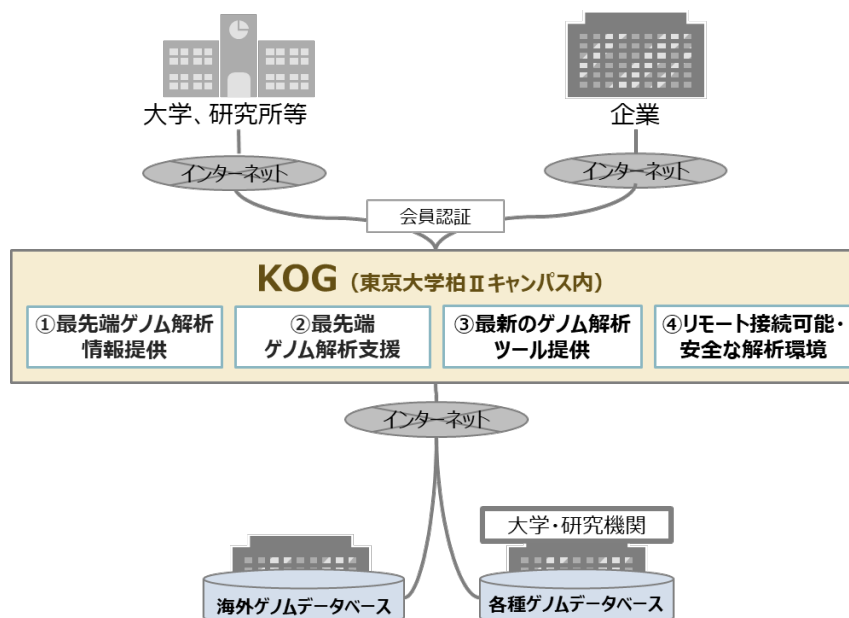 大学、研究所等
企業
インターネット
インターネット
会員認証
KOG（東京大学柏Ⅱキャンパス内）
①最先端ゲノム解析
情報提供
②最先端
ゲノム解析支援
③最新のゲノム解析
ツール提供
④リモート接続可能・
安全な解析環境
インターネット
大学・研究機関
海外ゲノムデータベース
各種ゲノムデータベース